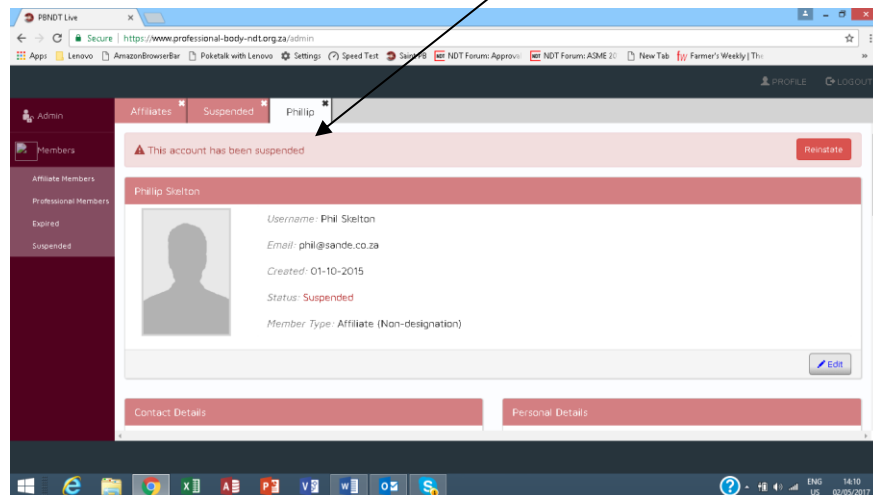 PBNDT Live
Secure | https://www.professional-body-ndt.org.za/admin
Apps Lenovo AmazonBrowserBar Poketalk with Lenovo Settings Speed Test Saint PB NDT Forum: Approval NDT Forum: ASME 20 New Tab Farmer's Weekly | The
PROFILE LOGOUT
Admin
Affiliates Suspended Phillip
Members
This account has been suspended
Reinstate
Affiliate Members
Professional Members
Expired
Suspended
Phillip Skelton
Username: Phil Skelton
Email: phil@sande.co.za
Created: 01-10-2015
Status: Suspended
Member Type: Affiliate (Non-designation)
Edit
Contact Details
Personal Details
ENG 14:10
US 02/05/2017